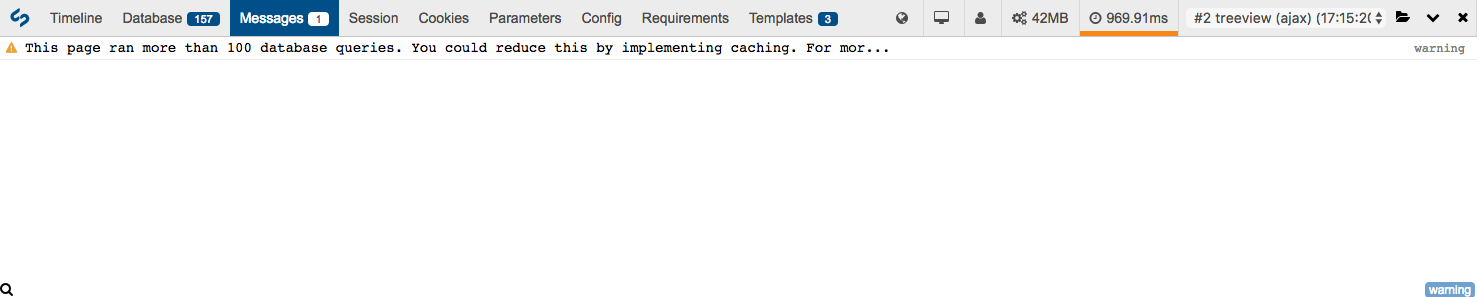 Timeline Database 157 Messages 1 Session Cookies Parameters Config Requirements Templates 3 42MB 969.91ms #2 treeview (ajax) (17:15:20
This page ran more than 100 database queries. You could reduce this by implementing caching. For mor... warning
warning